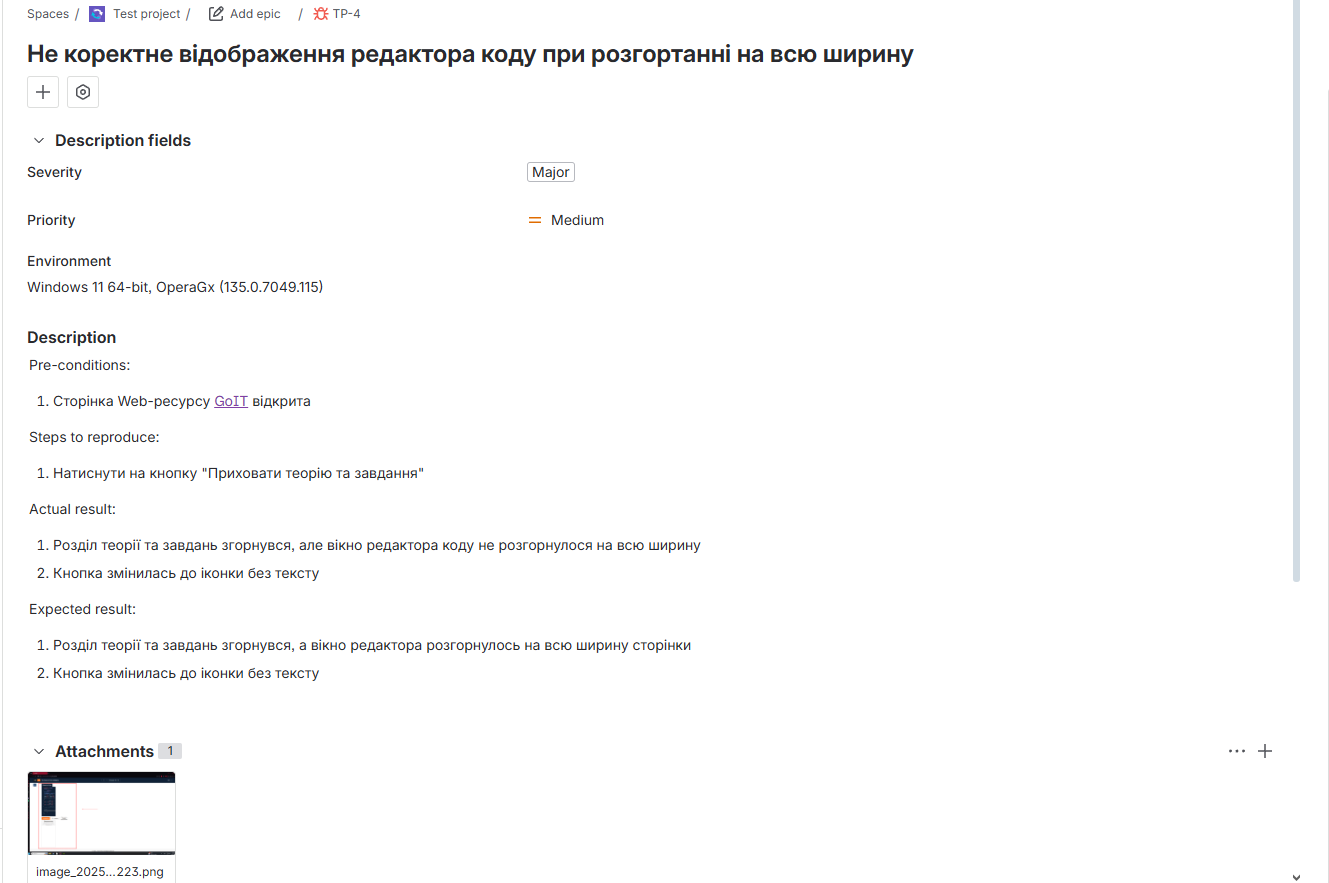 Spaces / Test project / Add epic / TP-4
Не коректне відображення редактора коду при розгортанні на всю ширину
Description fields
Severity Major
Priority Medium
Environment
Windows 11 64-bit, OperaGx (135.0.7049.115)
Description
Pre-conditions:
1. Сторінка Web-ресурсу GoIT відкрита
Steps to reproduce:
1. Натиснути на кнопку "Приховати теорію та завдання"
Actual result:
1. Розділ теорії та завдань згорнувся, але вікно редактора коду не розгорнулося на всю ширину
2. Кнопка змінилась до іконки без тексту
Expected result:
1. Розділ теорії та завдань згорнувся, а вікно редактора розгорнулось на всю ширину сторінки
2. Кнопка змінилась до іконки без тексту
Attachments 1
image_2025...223.png